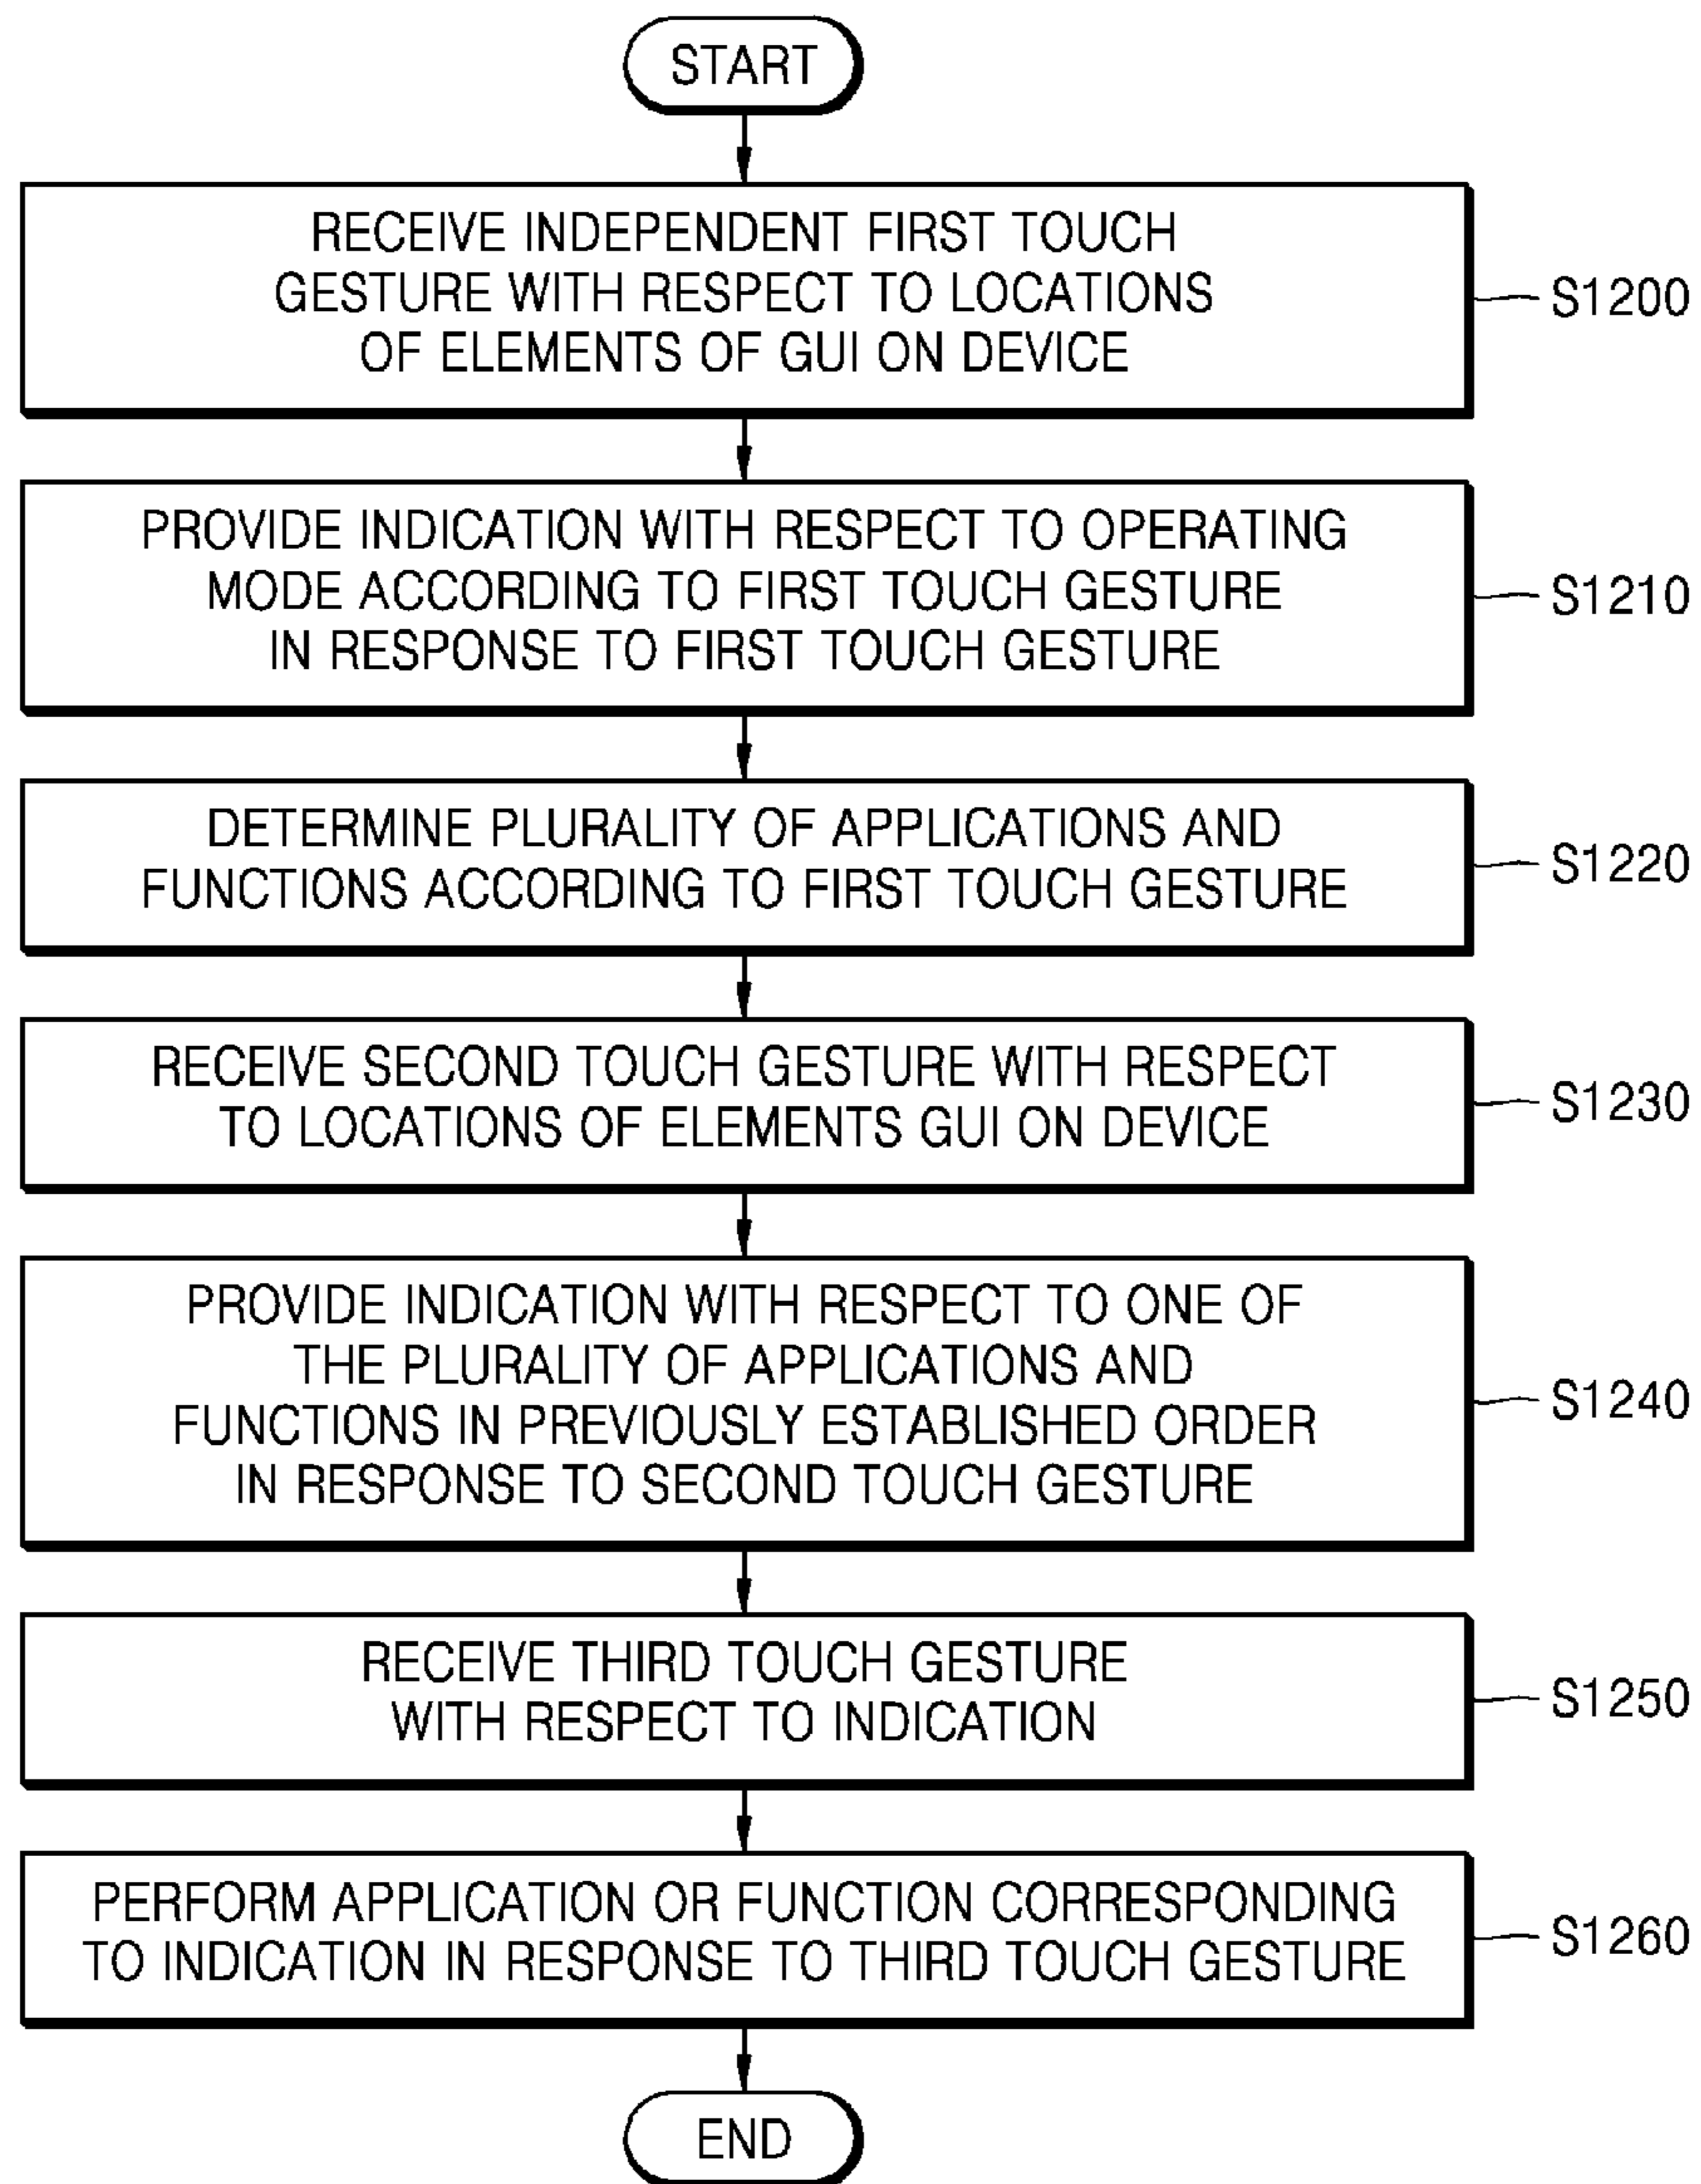 START
RECEIVE INDEPENDENT FIRST TOUCH
GESTURE WITH RESPECT TO LOCATIONS
OF ELEMENTS OF GUI ON DEVICE
S1200
PROVIDE INDICATION WITH RESPECT TO OPERATING
MODE ACCORDING TO FIRST TOUCH GESTURE
IN RESPONSE TO FIRST TOUCH GESTURE
S1210
DETERMINE PLURALITY OF APPLICATIONS AND
FUNCTIONS ACCORDING TO FIRST TOUCH GESTURE
S1220
RECEIVE SECOND TOUCH GESTURE WITH RESPECT
TO LOCATIONS OF ELEMENTS GUI ON DEVICE
S1230
PROVIDE INDICATION WITH RESPECT TO ONE OF
THE PLURALITY OF APPLICATIONS AND
FUNCTIONS IN PREVIOUSLY ESTABLISHED ORDER
IN RESPONSE TO SECOND TOUCH GESTURE
S1240
RECEIVE THIRD TOUCH GESTURE
WITH RESPECT TO INDICATION
S1250
PERFORM APPLICATION OR FUNCTION CORRESPONDING
TO INDICATION IN RESPONSE TO THIRD TOUCH GESTURE
S1260
END